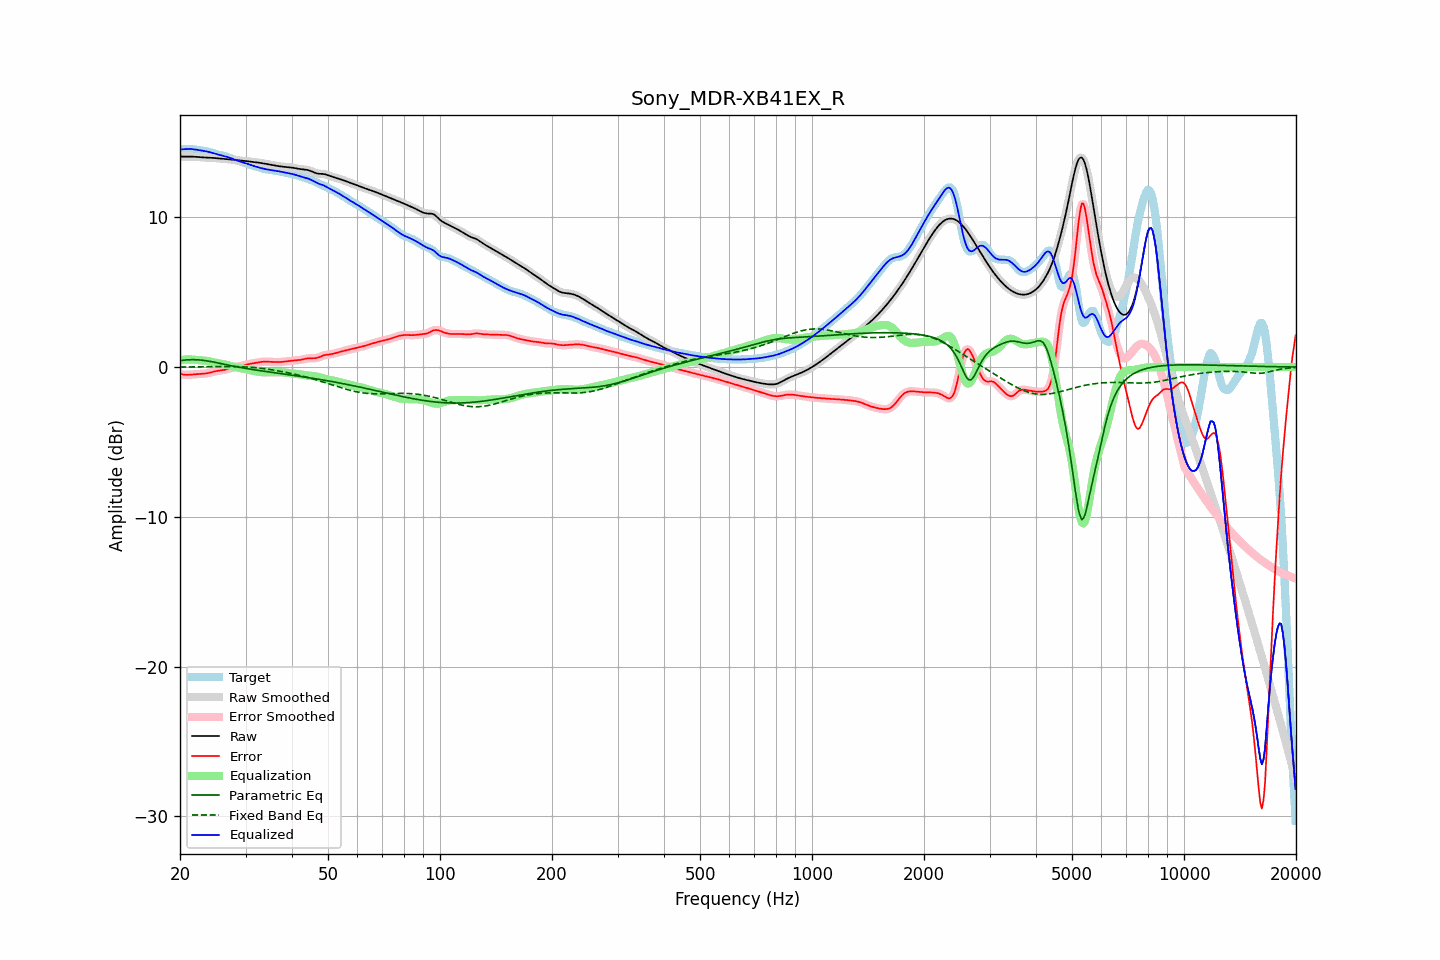 Sony_MDR-XB41EX_R
10
0
−10
−20
−30
Amplitude (dBr)
Target
Raw Smoothed
Error Smoothed
Raw
Error
Equalization
Parametric Eq
Fixed Band Eq
Equalized
20 50 100 200 500 1000 2000 5000 10000 20000
Frequency (Hz)